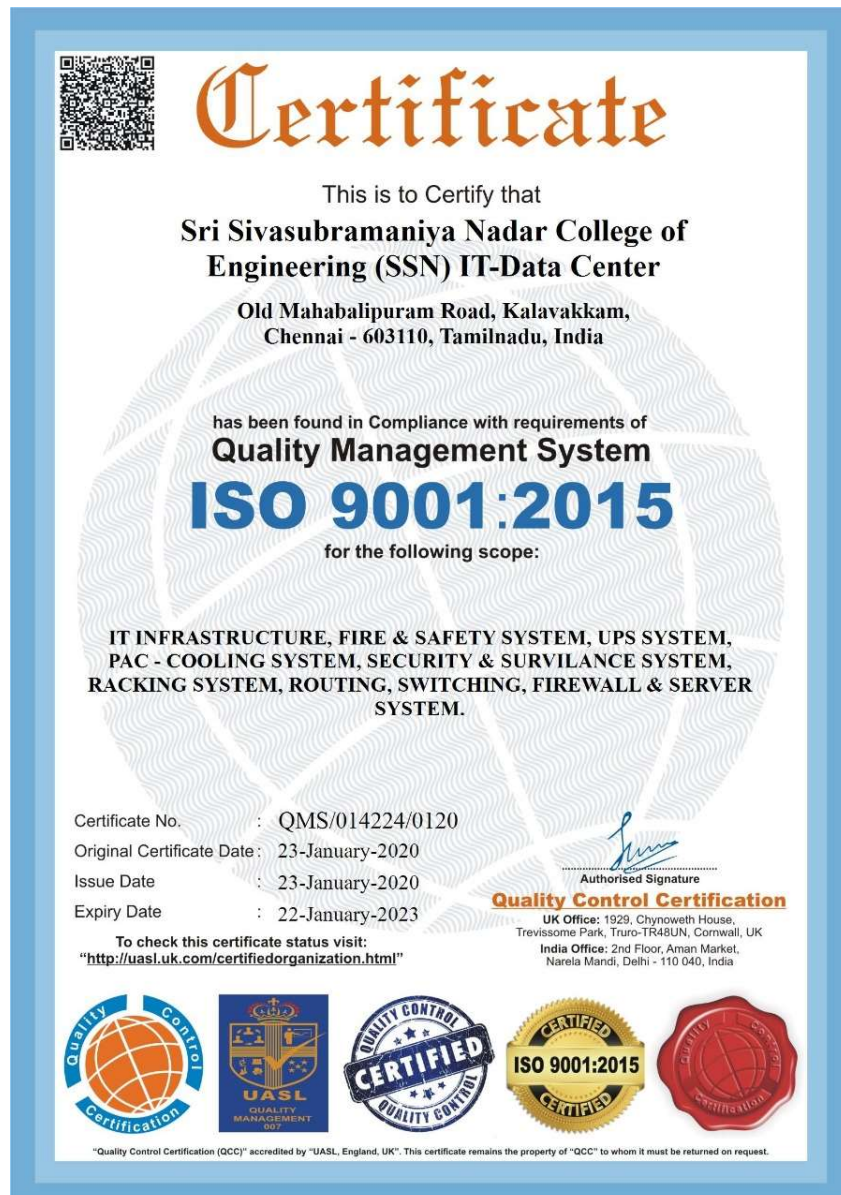 Certificate
This is to Certify that
Sri Sivasubramaniya Nadar College of
Engineering (SSN) IT-Data Center
Old Mahabalipuram Road, Kalavakkam,
Chennai - 603110, Tamilnadu, India
has been found in Compliance with requirements of
Quality Management System
ISO 9001:2015
for the following scope:
IT INFRASTRUCTURE, FIRE & SAFETY SYSTEM, UPS SYSTEM,
PAC - COOLING SYSTEM, SECURITY & SURVILANCE SYSTEM,
RACKING SYSTEM, ROUTING, SWITCHING, FIREWALL & SERVER
SYSTEM.
Certificate No. : QMS/014224/0120
Original Certificate Date : 23-January-2020
Issue Date : 23-January-2020
Expiry Date : 22-January-2023
To check this certificate status visit:
“http://uasl.uk.com/certifiedorganization.html”
Authorised Signature
Quality Control Certification
UK Office: 1929, Chynoweth House,
Trevissome Park, Truro-TR48UN, Cornwall, UK
India Office: 2nd Floor, Aman Market,
Narela Mandi, Delhi - 110 040, India
Quality Control Certification
UASL
QUALITY
MANAGEMENT
007
QUALITY CONTROL
CERTIFIED
QUALITY CONTROL
CERTIFIED
ISO 9001:2015
CERTIFIED
Quality Control Certification
“Quality Control Certification (QCC)” accredited by “UASL, England, UK”. This certificate remains the property of “QCC” to whom it must be returned on request.